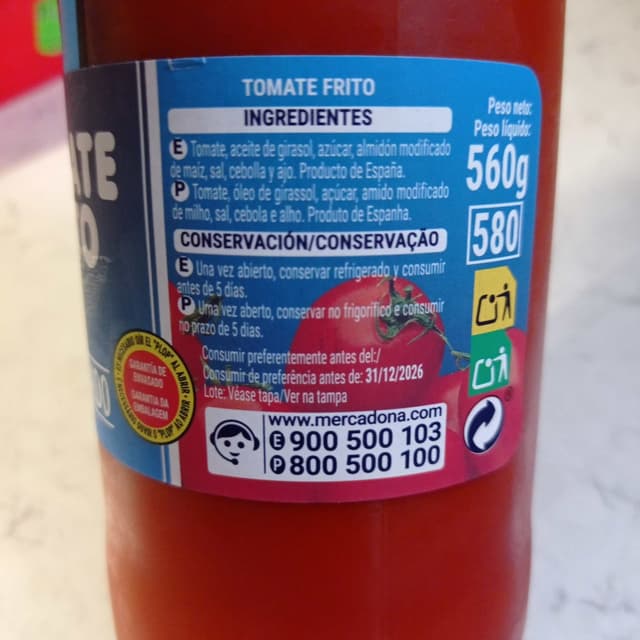 TOMATE FRITO
INGREDIENTES
E Tomate, aceite de girasol, azúcar, almidón modificado
de maíz, sal, cebolla y ajo. Producto de España.
P Tomate, óleo de girassol, açúcar, amido modificado
de milho, sal, cebola e alho. Produto de Espanha.
CONSERVACIÓN/CONSERVAÇÃO
E Una vez abierto, conservar refrigerado y consumir
antes de 5 días.
P Uma vez aberto, conservar no frigorífico e consumir
no prazo de 5 dias.
Consumir preferentemente antes del:/
Consumir de preferência antes de: 31/12/2026
Lote: Véase tapa/Ver na tampa
www.mercadona.com
E 900 500 103
P 800 500 100
Peso neto:
Peso líquido:
560g
580
GARANTÍA DE
ENVASADO
GARANTIA DA
EMBALAGEM
"PLOP" AL ABRIR